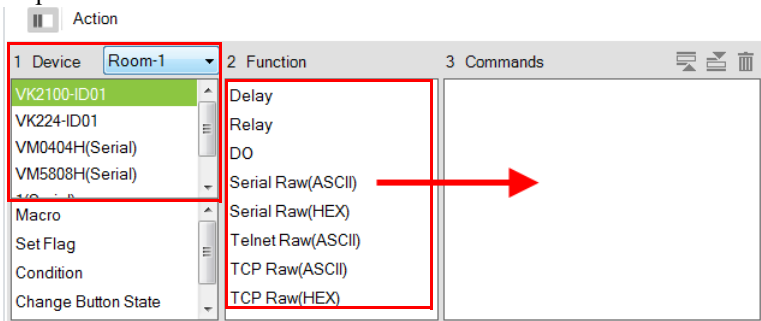 Action
1 Device Room-1
2 Function
3 Commands
VK2100-ID01
VK224-ID01
VM0404H(Serial)
VM5808H(Serial)
Macro
Set Flag
Condition
Change Button State
Delay
Relay
DO
Serial Raw(ASCII)
Serial Raw(HEX)
Telnet Raw(ASCII)
TCP Raw(ASCII)
TCP Raw(HEX)